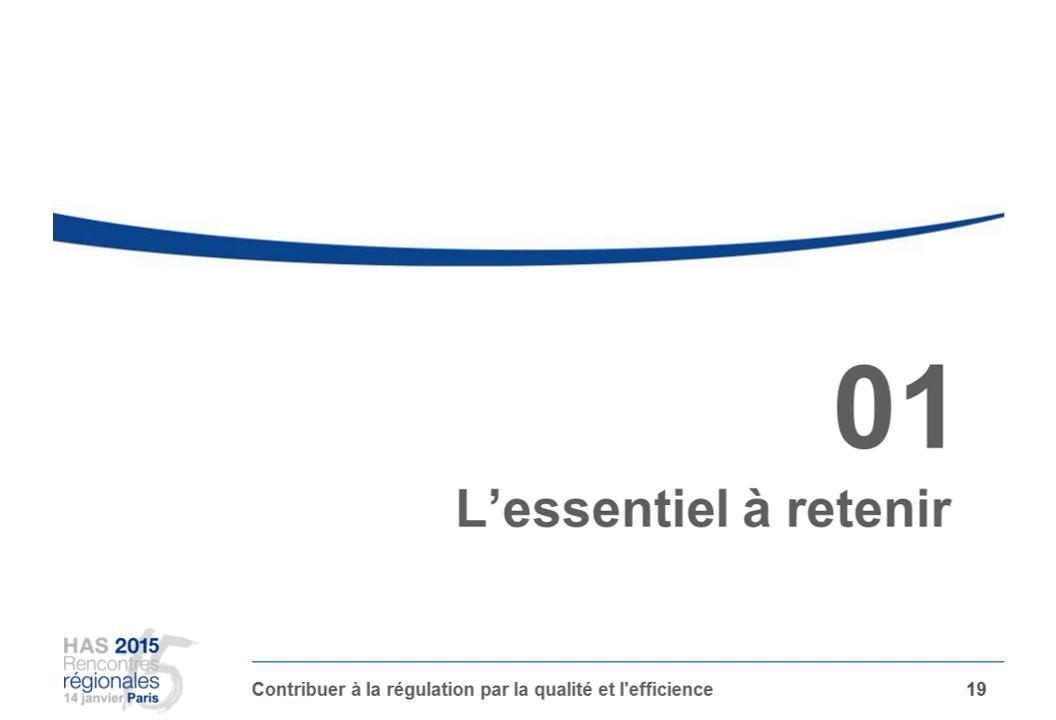 01
L’essentiel à retenir
HAS 2015
Rencontres
régionales
14 janvier Paris
15
Contribuer à la régulation par la qualité et l'efficience
19